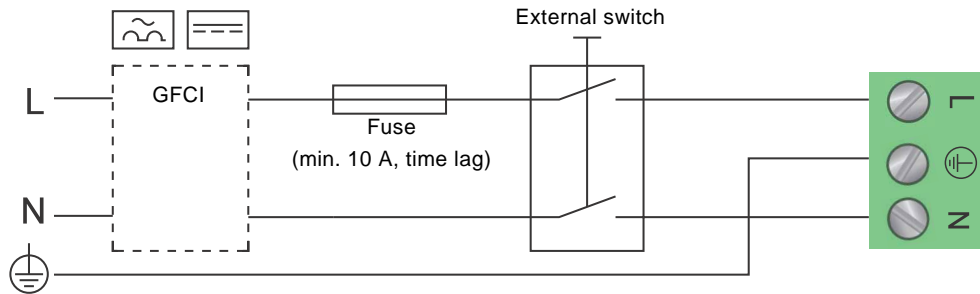 External switch
GFCI
L
Fuse
(min. 10 A, time lag)
N
L
N